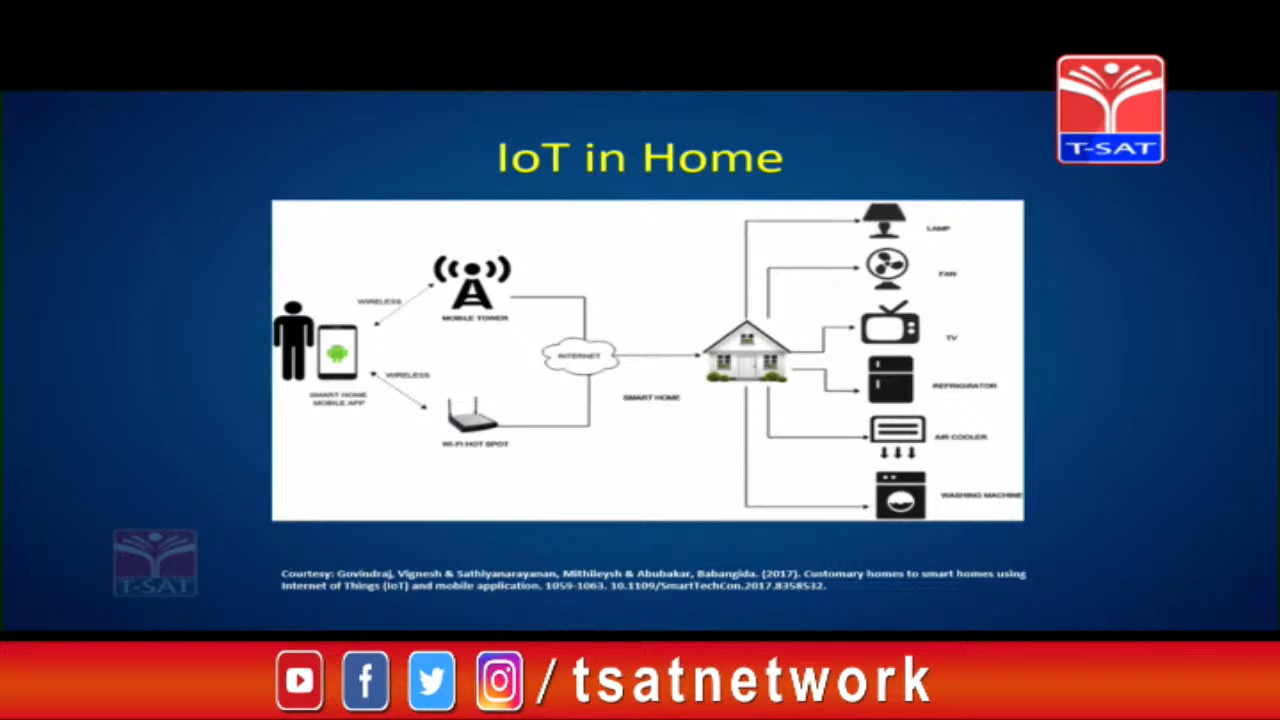 T-SAT
IoT in Home
LAMP
FAN
WIRELESS
MOBILE TOWER
TV
INTERNET
WIRELESS
REFRIGIRATOR
SMART HOME
MOBILE APP
SMART HOME
AIR COOLER
WI-FI HOT SPOT
WASHING MACHINE
T-SAT
Courtesy: Govindraj, Vignesh & Sathiyanarayanan, Mithileysh & Abubakar, Babangida. (2017). Customary homes to smart homes using
Internet of Things (IoT) and mobile application. 1059-1063. 10.1109/SmartTechCon.2017.8358532.
/tsatnetwork